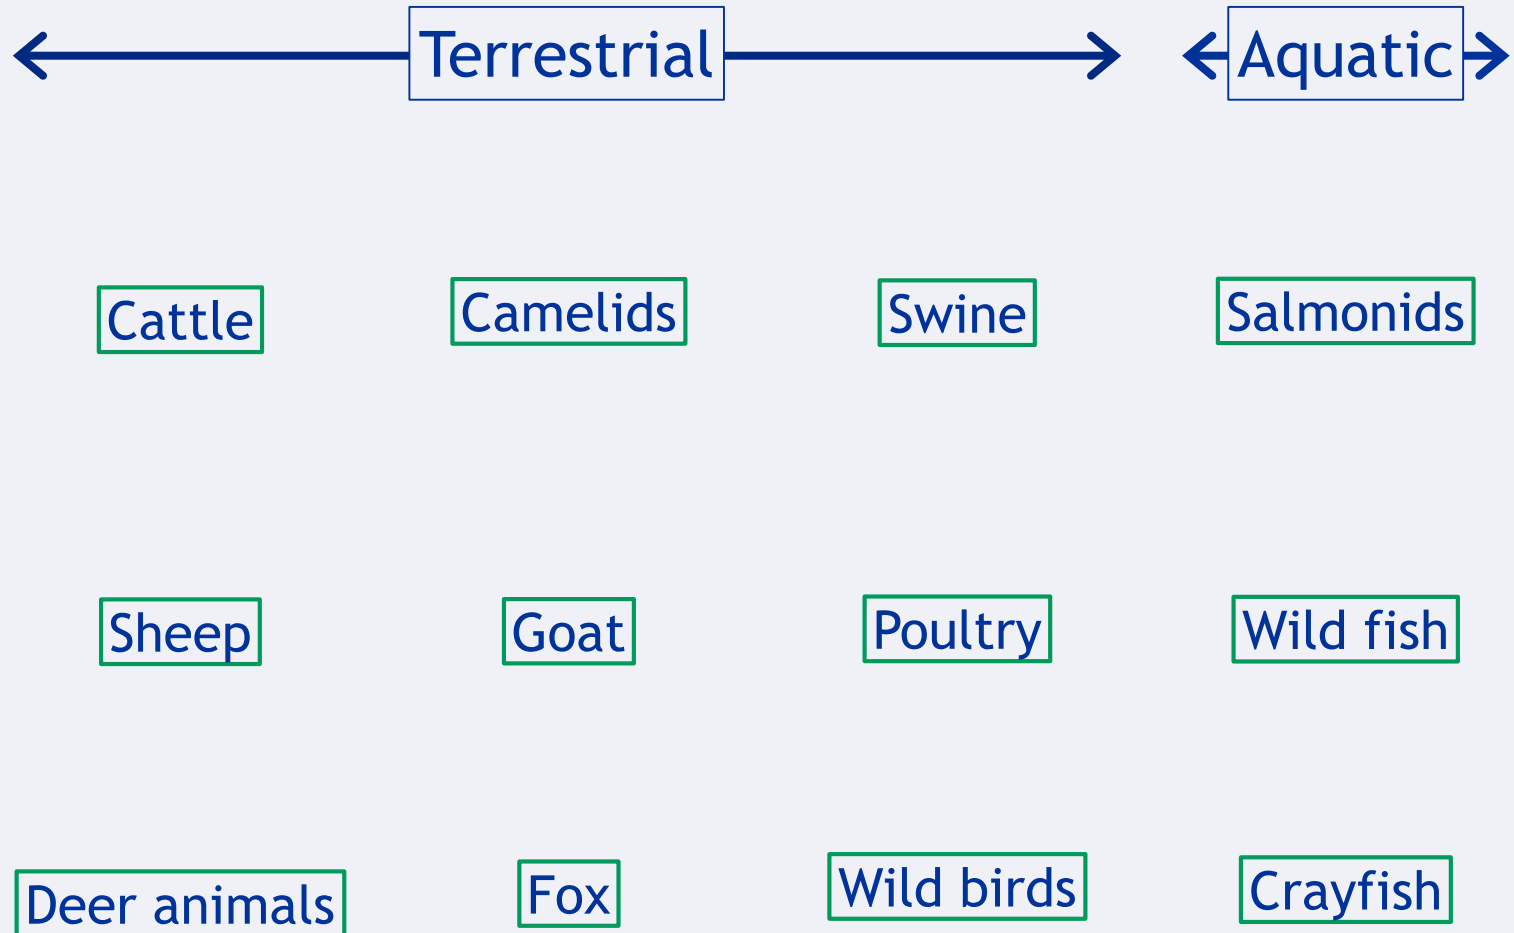 Terrestrial
Aquatic
Cattle
Camelids
Swine
Salmonids
Sheep
Goat
Poultry
Wild fish
Deer animals
Fox
Wild birds
Crayfish